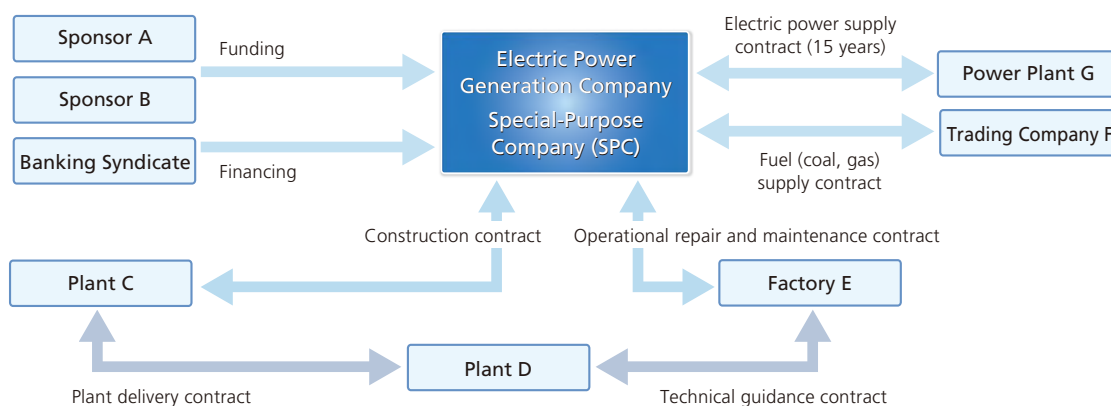 Sponsor A
Sponsor B
Banking Syndicate
Funding
Financing
Electric Power
Generation Company
Special-Purpose
Company (SPC)
Electric power supply
contract (15 years)
Power Plant G
Trading Company F
Fuel (coal, gas)
supply contract
Construction contract
Operational repair and maintenance contract
Plant C
Factory E
Plant D
Plant delivery contract
Technical guidance contract